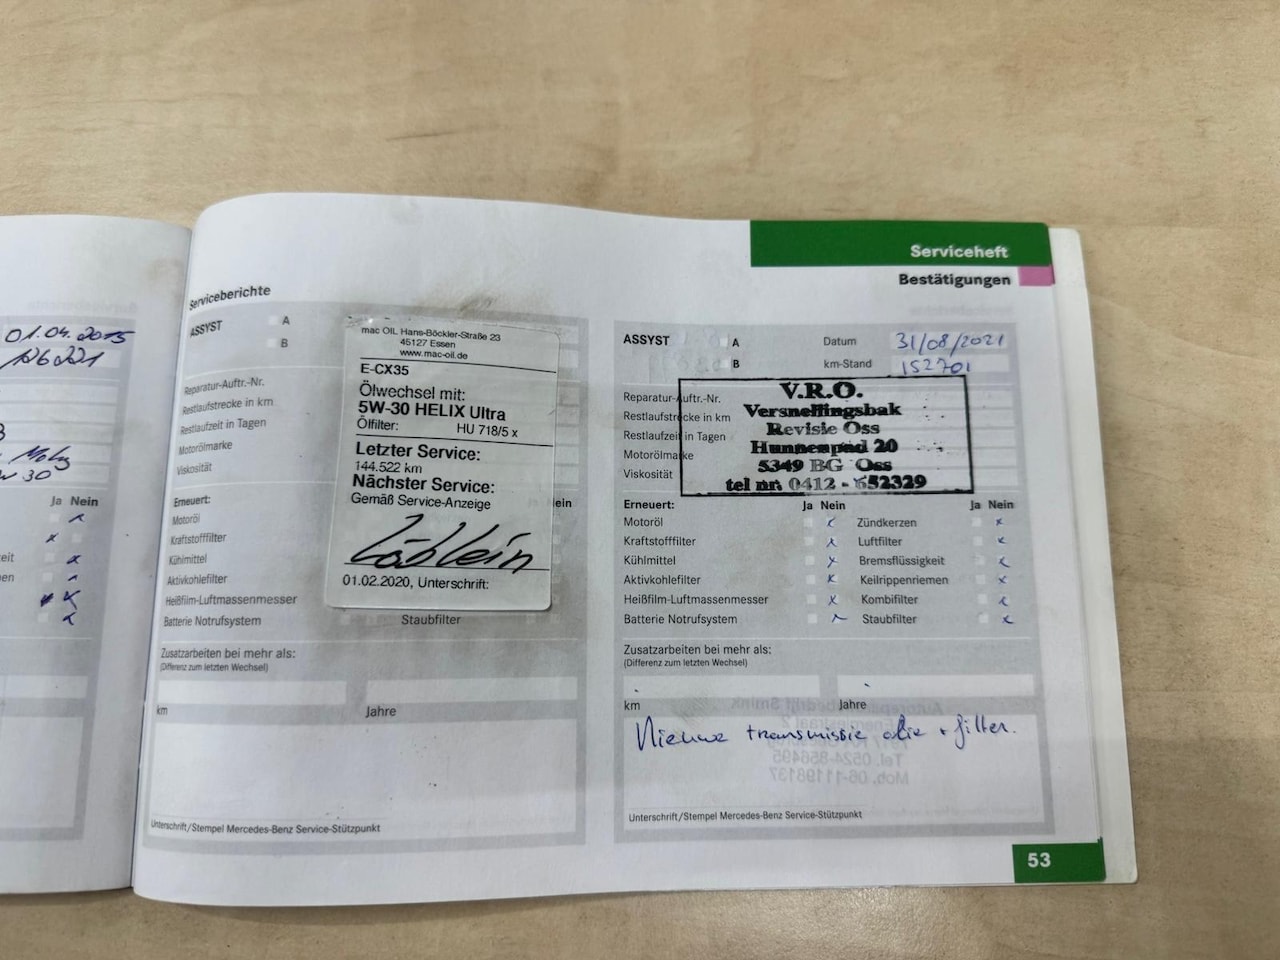 01.04.2015
126221
30
Ja Nein
Serviceheft
Bestätigungen
Serviceberichte
ASSYST A
B
Reparatur-Auftr.-Nr.
Restlaufstrecke in km
Restlaufzeit in Tagen
Motorölmarke
Viskosität
Erneuert:
Motoröl
Kraftstofffilter
Kühlmittel
Aktivkohlefilter
Heißfilm-Luftmassenmesser
Batterie Notrufsystem
Staubfilter
Zusatzarbeiten bei mehr als:
(Differenz zum letzten Wechsel)
km Jahre
Unterschrift/Stempel Mercedes-Benz Service-Stützpunkt
mac OIL Hans-Böckler-Straße 23
45127 Essen
www.mac-oil.de
E-CX35
Ölwechsel mit:
5W-30 HELIX Ultra
Ölfilter: HU 718/5 x
Letzter Service:
144.522 km
Nächster Service:
Gemäß Service-Anzeige
01.02.2020, Unterschrift:
ASSYST A Datum 31/08/2021
B km-Stand 152701
Reparatur-Auftr.-Nr.
Restlaufstrecke in km
Restlaufzeit in Tagen
Motorölmarke
Viskosität
V.R.O.
Versnellingsbak
Revisie Oss
Hunnenpad 20
5349 BG Oss
tel nr. 0412 - 652329
Erneuert: Ja Nein Ja Nein
Motoröl Zündkerzen
Kraftstofffilter Luftfilter
Kühlmittel Bremsflüssigkeit
Aktivkohlefilter Keilrippenriemen
Heißfilm-Luftmassenmesser Kombifilter
Batterie Notrufsystem Staubfilter
Zusatzarbeiten bei mehr als:
(Differenz zum letzten Wechsel)
km Jahre
Nieuwe transmissie olie + filter.
Unterschrift/Stempel Mercedes-Benz Service-Stützpunkt
53